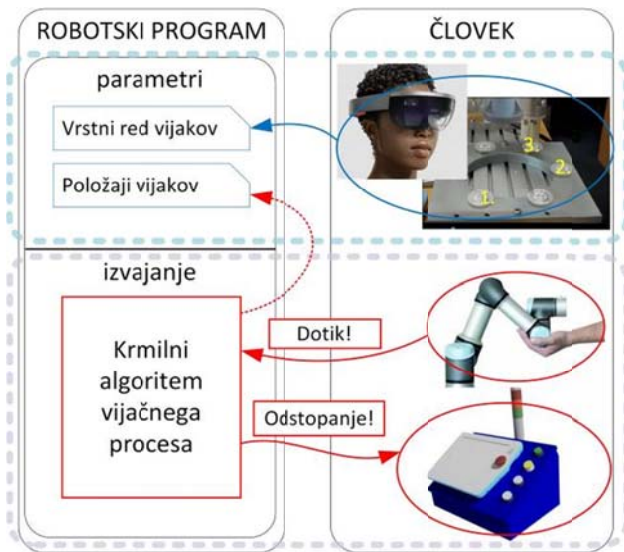 ROBOTSKI PROGRAM
ČLOVEK
parametri
Vrstni red vijakov
Položaji vijakov
3.
2.
1.
izvajanje
Krmilni
algoritem
vijačnega
procesa
Dotik!
Odstopanje!